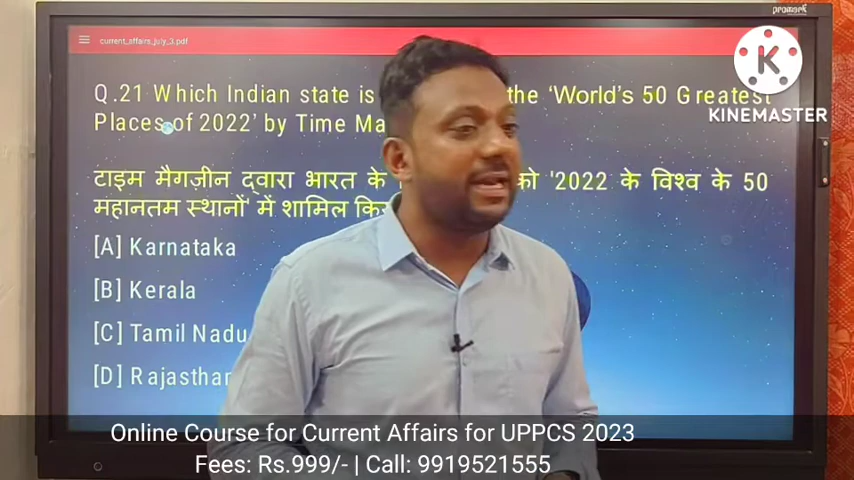 promark
current_affairs_july_3.pdf
K
KINEMASTER
Q.21 Which Indian state is the 'World's 50 Greatest
Places of 2022' by Time Ma
टाइम मैगज़ीन द्वारा भारत के को '2022 के विश्व के 50
महानतम स्थानों' में शामिल
[A] Karnataka
[B] Kerala
[C] Tamil Nadu
[D] Rajasthan
Online Course for Current Affairs for UPPCS 2023
Fees: Rs.999/- | Call: 9919521555